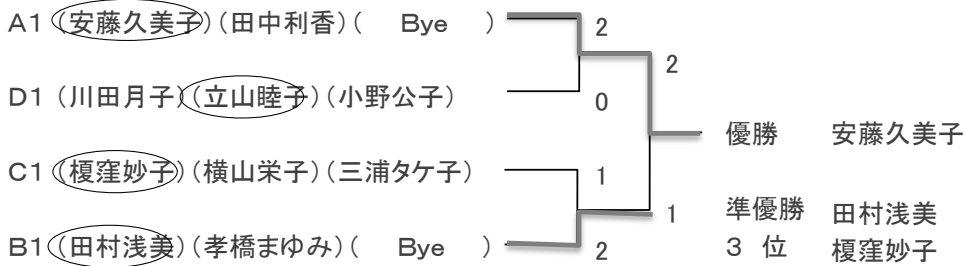 A1 (安藤久美子)(田中利香)( Bye ) 2
2
D1 (川田月子)(立山睦子)(小野公子) 0
優勝 安藤久美子
C1 (榎窪妙子)(横山栄子)(三浦タケ子) 1
1 準優勝 田村浅美
B1 (田村浅美)(孝橋まゆみ)( Bye ) 2
3 位 榎窪妙子